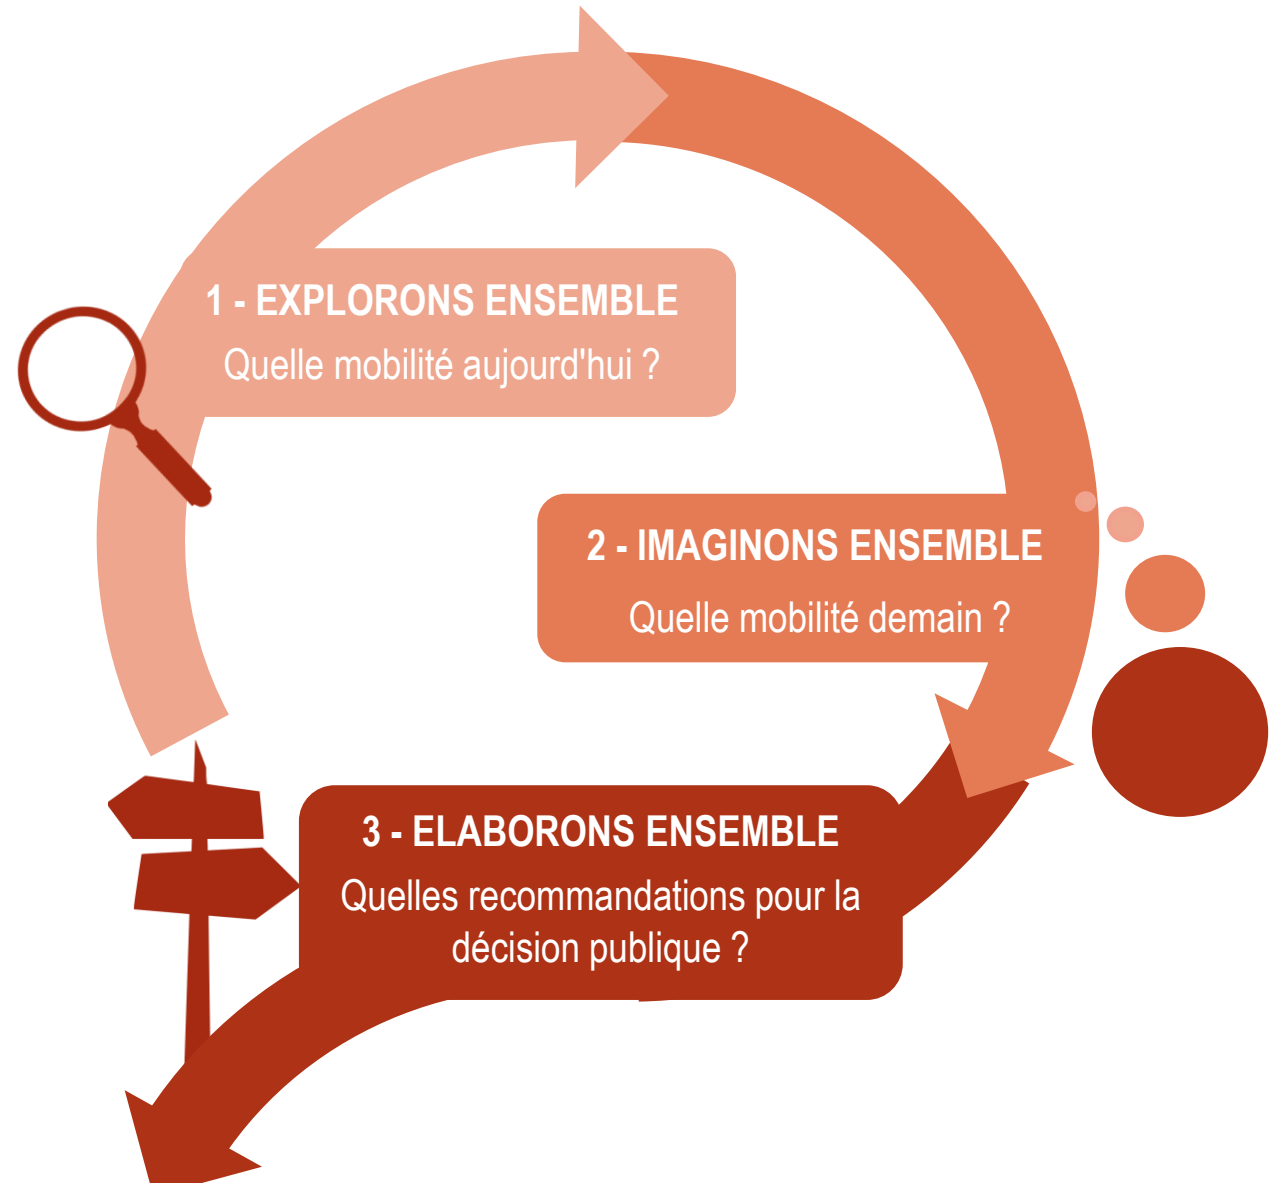 1 - EXPLORONS ENSEMBLE
Quelle mobilité aujourd'hui ?
2 - IMAGINONS ENSEMBLE
Quelle mobilité demain ?
3 - ELABORONS ENSEMBLE
Quelles recommandations pour la
décision publique ?